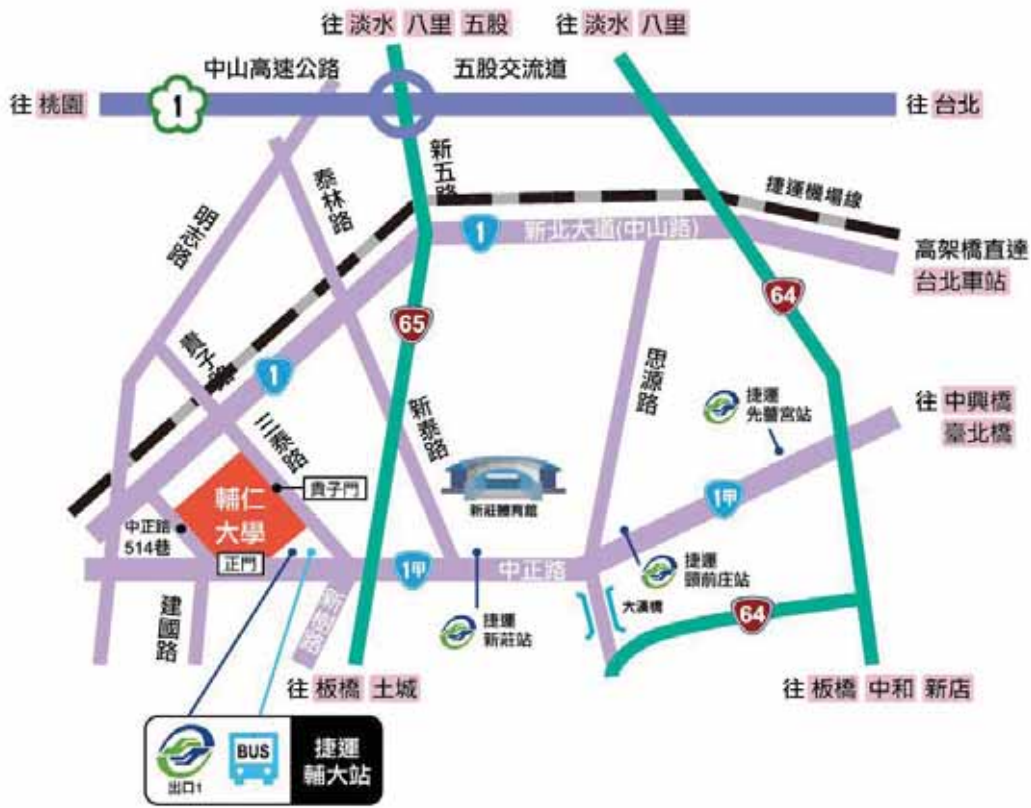 往 淡水 八里 五股
往 淡水 八里
中山高速公路
五股交流道
往 桃園
1
往 台北
新五路
泰林路
明志路
捷運機場線
1
新北大道(中山路)
高架橋直達
台北車站
65
64
貴子路
1
思源路
捷運
先嗇宮站
往 中興橋
臺北橋
三泰路
新泰路
輔仁
大學
貴子門
新莊體育館
1甲
中正路
514巷
正門
1甲
中正路
捷運
頭前庄站
建國路
捷運
新莊站
大漢橋
64
往 板橋 土城
往 板橋 中和 新店
BUS
出口1
捷運
輔大站